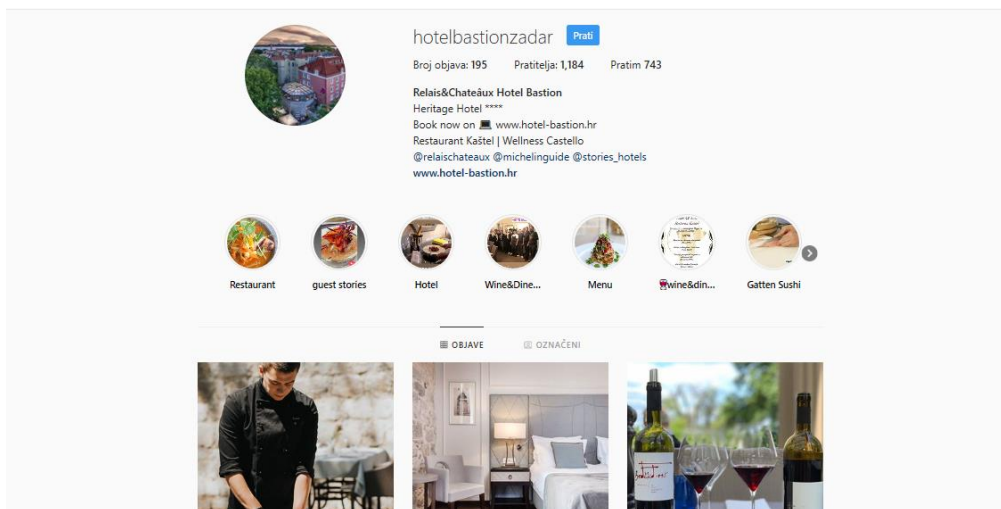 hotelbastionzadar Prati
Broj objava: 195 Pratitelja: 1,184 Pratim 743
Relais&Chateâux Hotel Bastion
Heritage Hotel ****
Book now on 💻 www.hotel-bastion.hr
Restaurant Kaštel | Wellness Castello
@relaischateaux @michelinguide @stories_hotels
www.hotel-bastion.hr
Restaurant guest stories Hotel Wine&Dine... Menu 🍷wine&din... Gatten Sushi
OBJAVE OZNAČENI